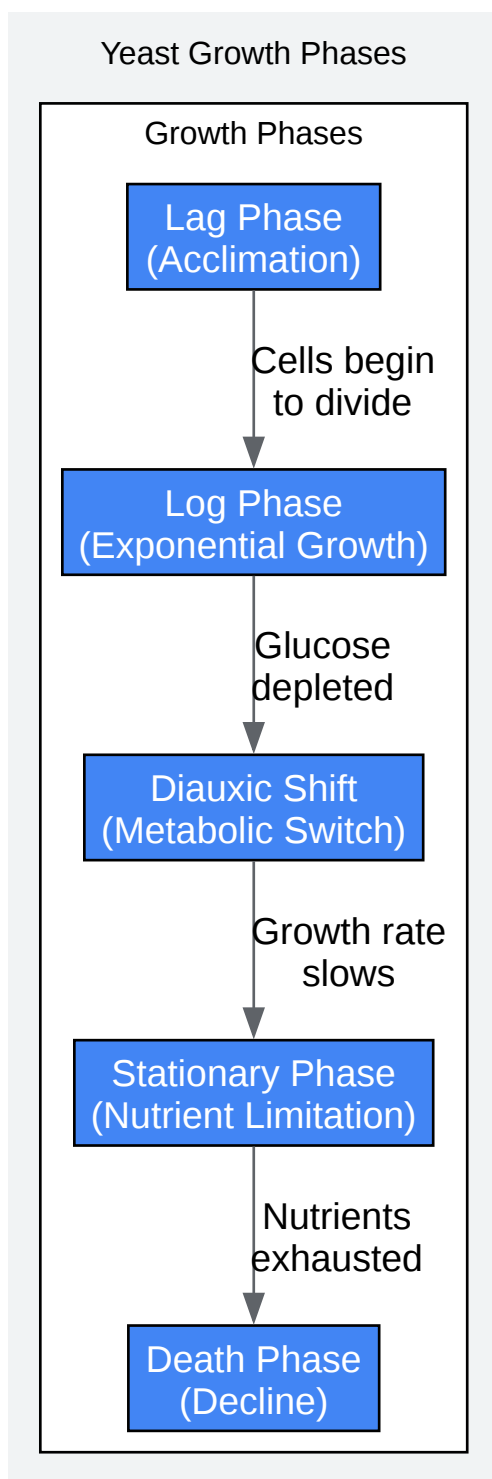 Yeast Growth Phases
Growth Phases
Lag Phase
(Acclimation)
Cells begin
to divide
Log Phase
(Exponential Growth)
Glucose
depleted
Diauxic Shift
(Metabolic Switch)
Growth rate
slows
Stationary Phase
(Nutrient Limitation)
Nutrients
exhausted
Death Phase
(Decline)